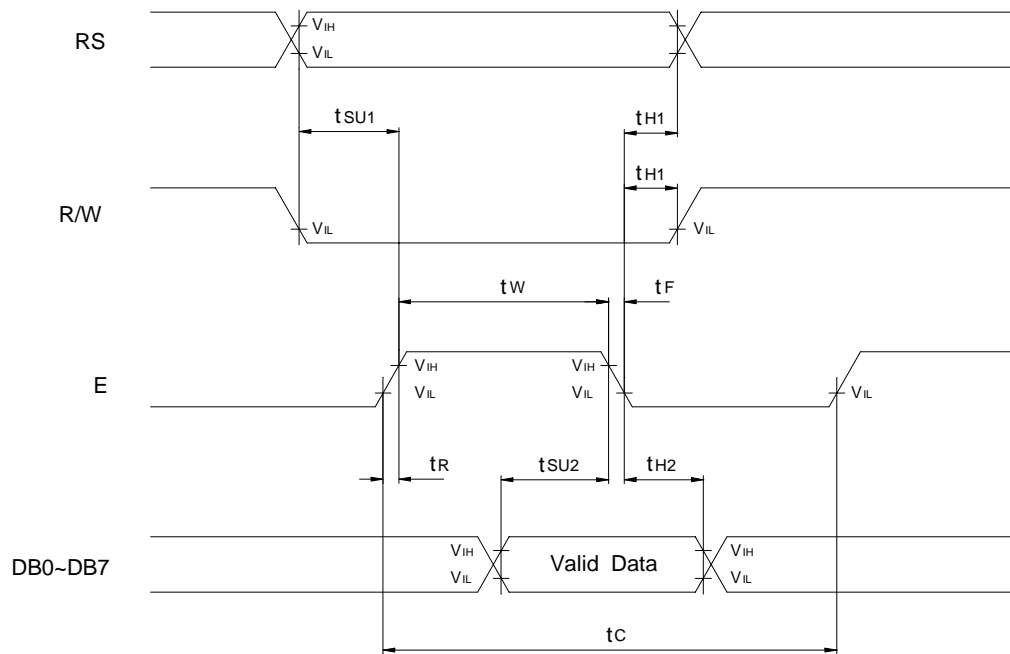 RS
VIH
VIL
tSU1
tH1
tH1
R/W
VIL
VIL
tW
tF
E
VIH
VIH
VIL
VIL
VIL
tR
tSU2
tH2
DB0~DB7
VIH
VIL
Valid Data
VIH
VIL
tC